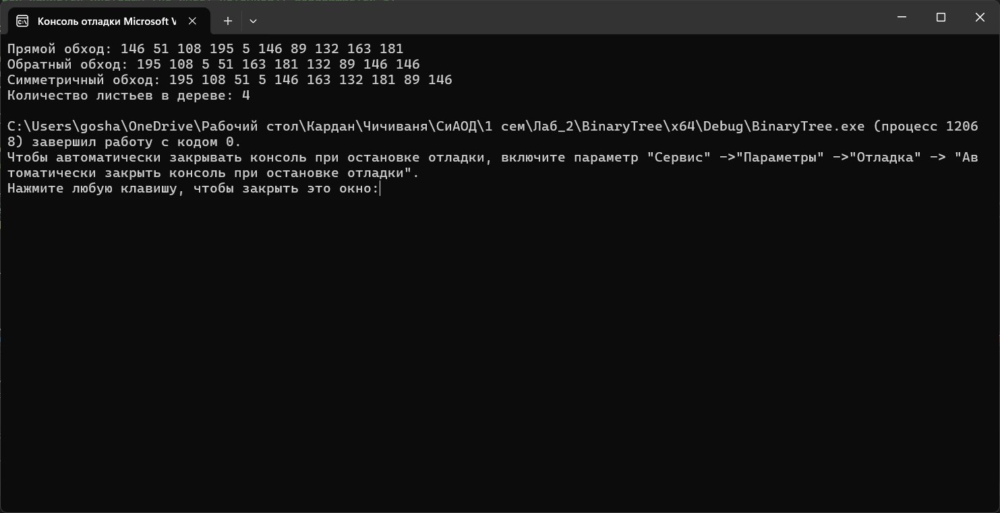 Консоль отладки Microsoft V
Прямой обход: 146 51 108 195 5 146 89 132 163 181
Обратный обход: 195 108 5 51 163 181 132 89 146 146
Симметричный обход: 195 108 51 5 146 163 132 181 89 146
Количество листьев в дереве: 4
C:\Users\gosha\OneDrive\Рабочий стол\Кардан\Чичиваня\СиАОД\1 сем\Лаб_2\BinaryTree\x64\Debug\BinaryTree.exe (процесс 1206
8) завершил работу с кодом 0.
Чтобы автоматически закрывать консоль при остановке отладки, включите параметр "Сервис" ->"Параметры" ->"Отладка" -> "Ав
томатически закрыть консоль при остановке отладки".
Нажмите любую клавишу, чтобы закрыть это окно: